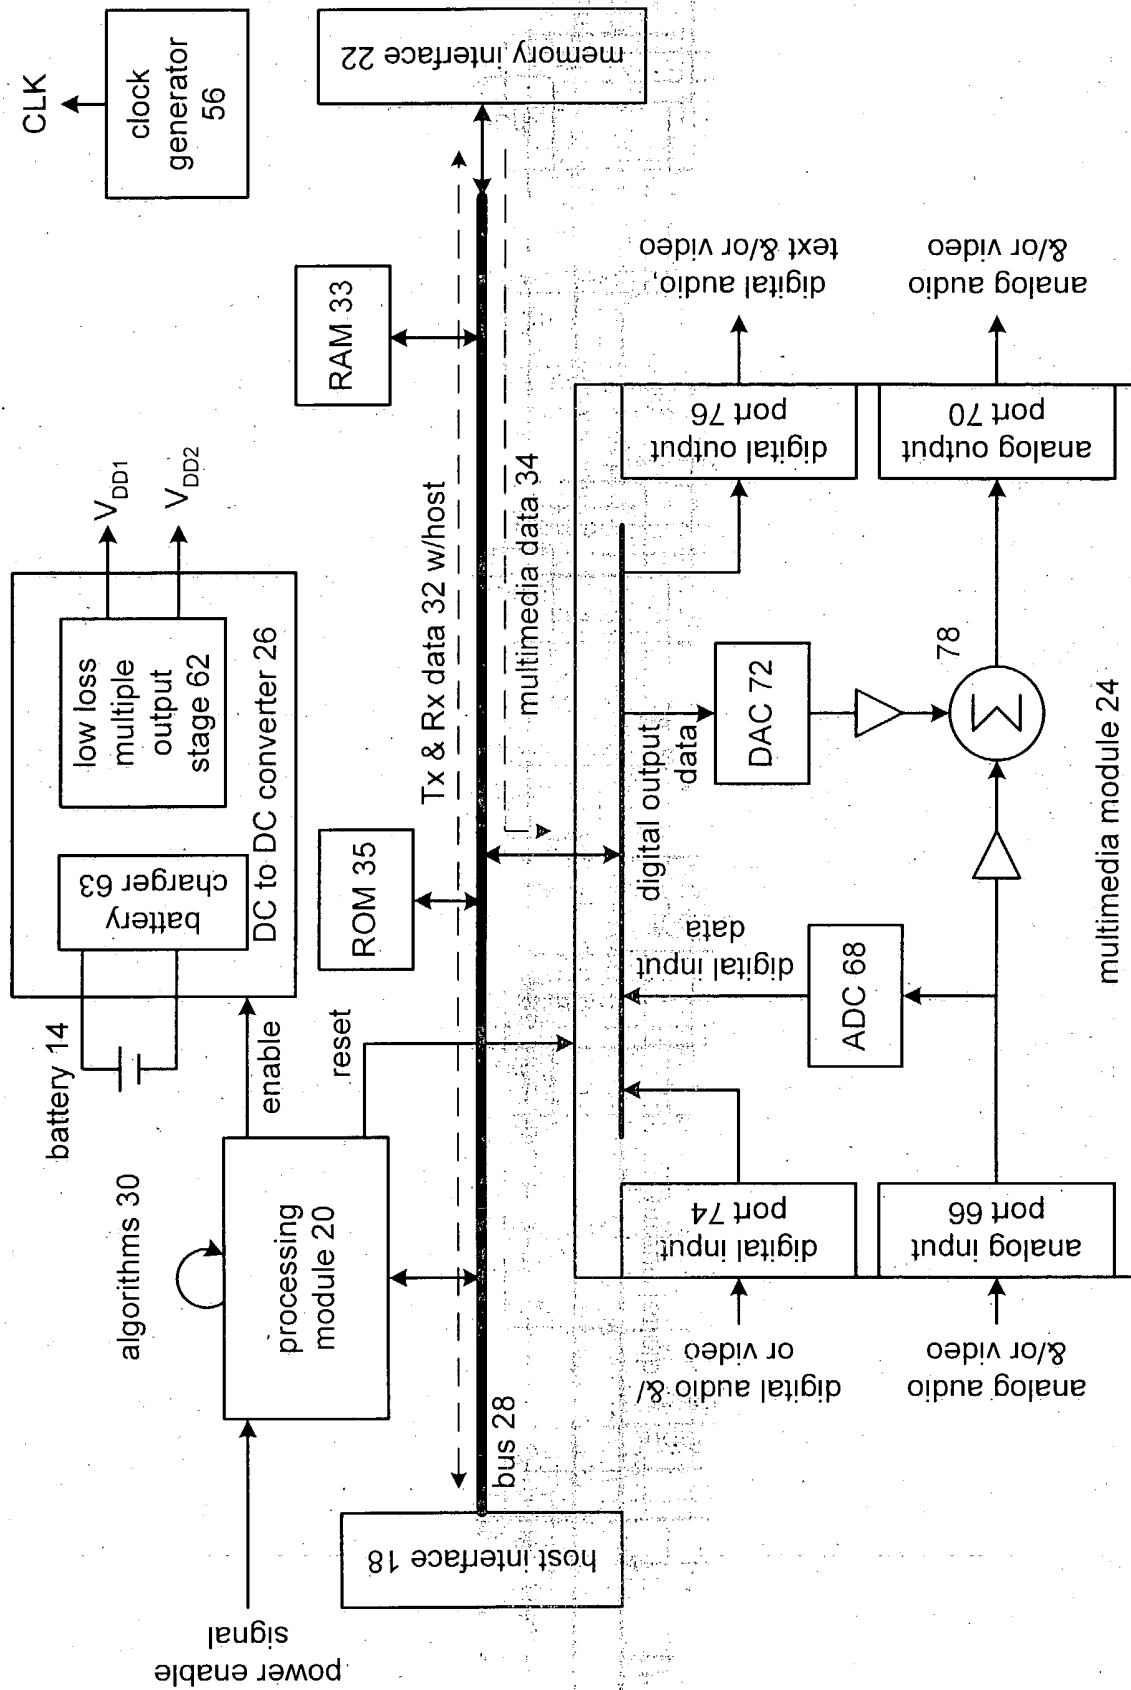 power enable
signal
algorithms 30
processing
module 20
battery 14
enable
reset
battery
charger 63
low loss
multiple
output
stage 62
DC to DC converter 26
V DD1
V DD2
CLK
clock
generator
56
host interface 18
bus 28
ROM 35
Tx & Rx data 32 w/host
multimedia data 34
RAM 33
memory interface 22
digital audio &/
or video
digital input
port 74
digital input
data
digital output
data
digital output
port 76
digital audio,
text &/or video
analog audio
&/or video
analog input
port 66
ADC 68
DAC 72
Σ
78
analog output
port 70
analog audio
&/or video
multimedia module 24